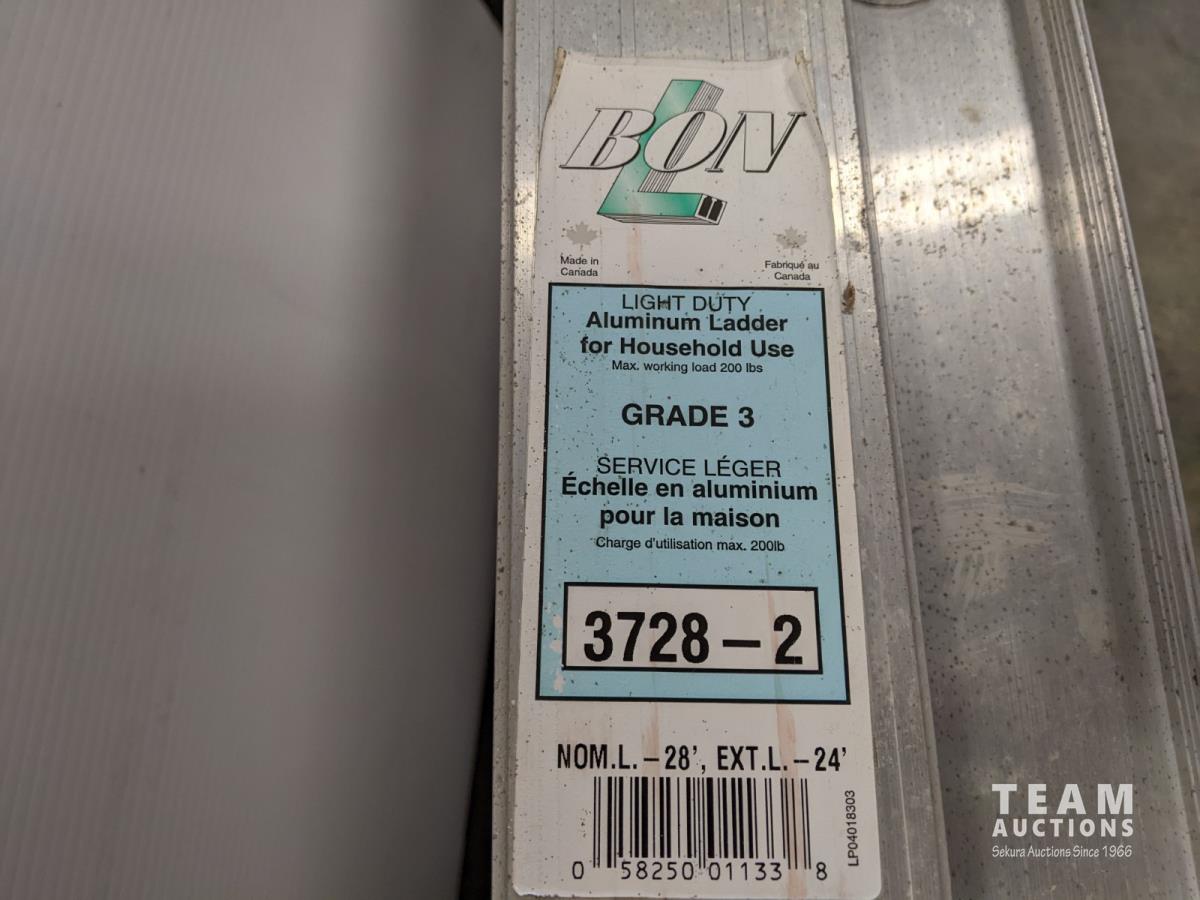 BON L
Made in
Canada
Fabriqué au
Canada
LIGHT DUTY
Aluminum Ladder
for Household Use
Max. working load 200 lbs
GRADE 3
SERVICE LÉGER
Échelle en aluminium
pour la maison
Charge d'utilisation max. 200lb
3728 – 2
NOM.L. – 28', EXT.L. – 24'
0 58250 01133 8
LP04018303
TEAM
AUCTIONS
Sekura Auctions Since 1966